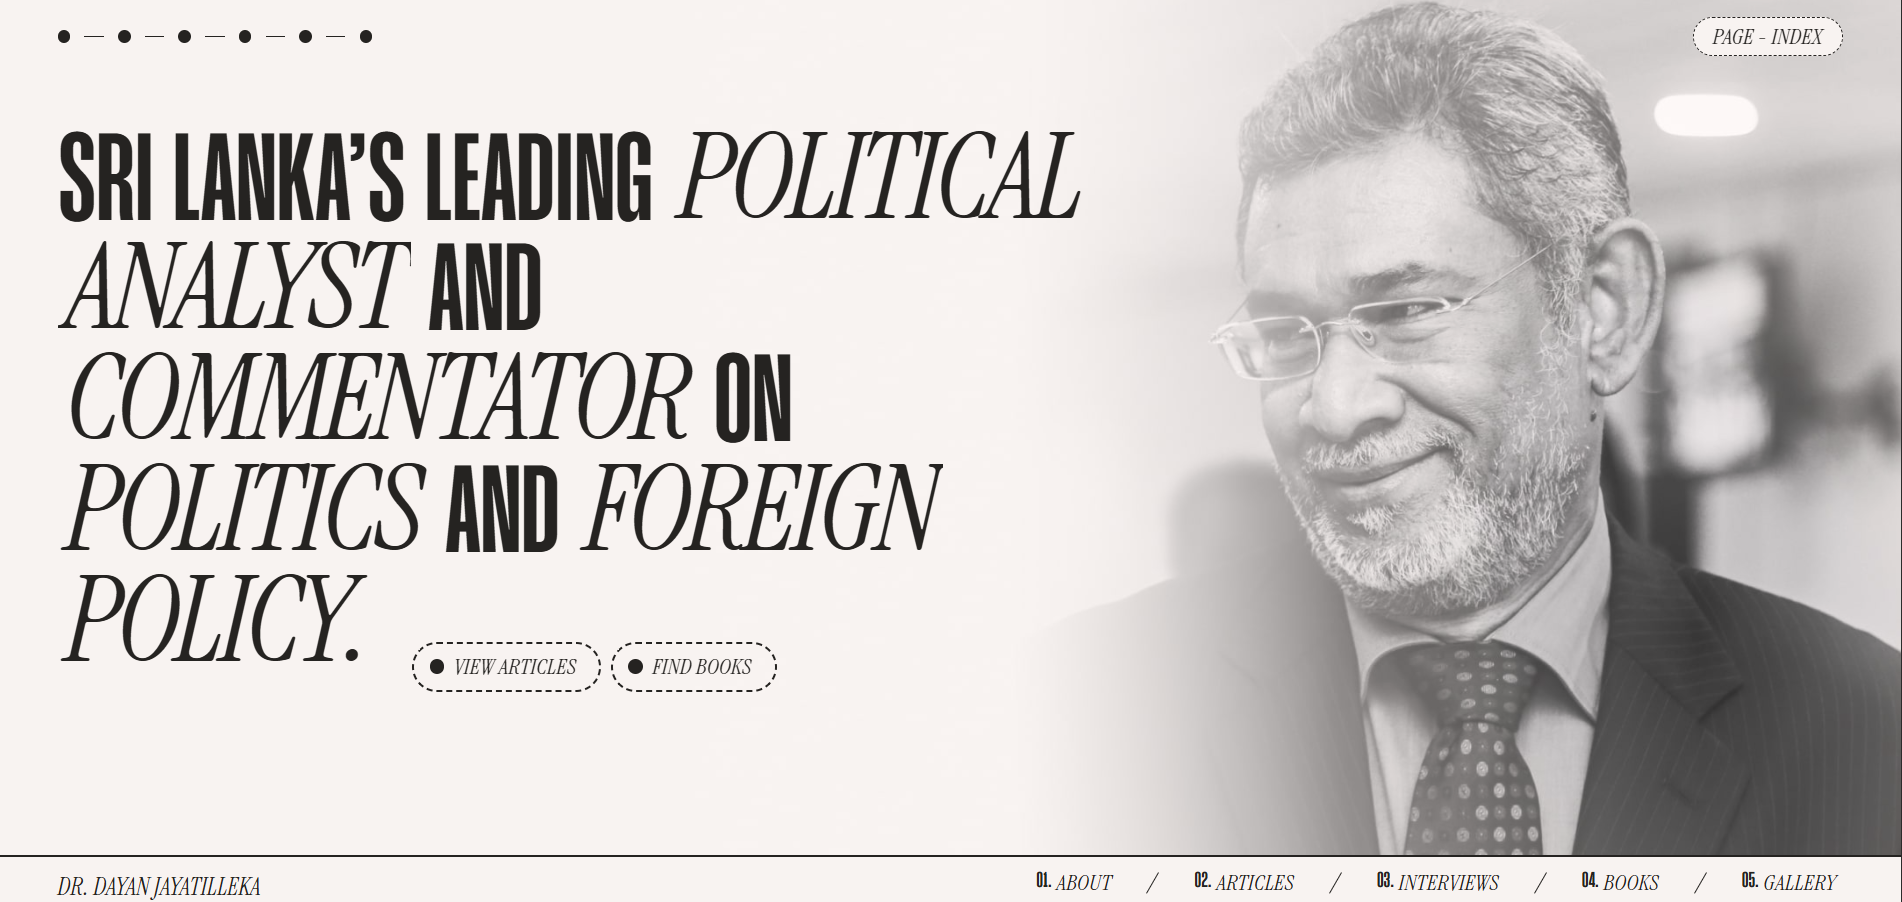 PAGE - INDEX
SRI LANKA’S LEADING POLITICAL
ANALYST AND
COMMENTATOR ON
POLITICS AND FOREIGN
POLICY.
VIEW ARTICLES
FIND BOOKS
DR. DAYAN JAYATILLEKA
01. ABOUT / 02. ARTICLES / 03. INTERVIEWS / 04. BOOKS / 05. GALLERY